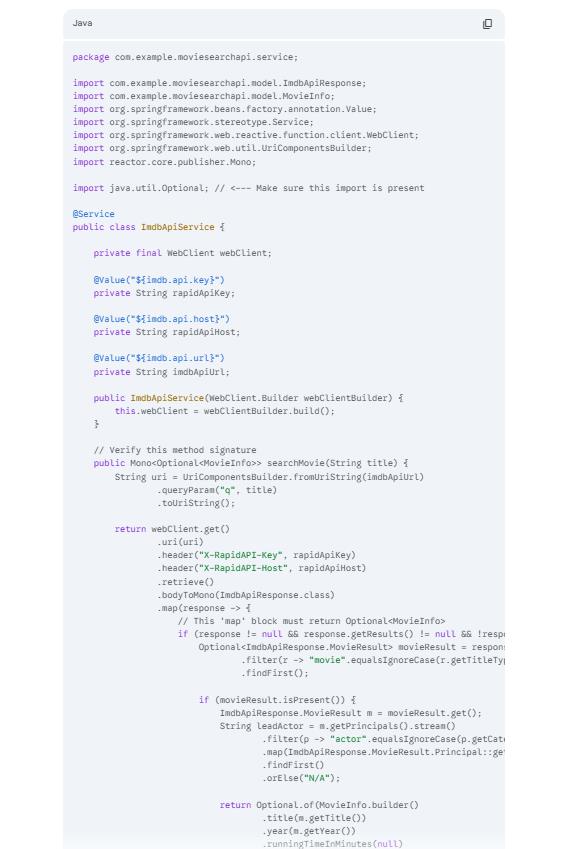 Java
package com.example.moviesearchapi.service;
import com.example.moviesearchapi.model.ImdbApiResponse;
import com.example.moviesearchapi.model.MovieInfo;
import org.springframework.beans.factory.annotation.Value;
import org.springframework.stereotype.Service;
import org.springframework.web.reactive.function.client.WebClient;
import org.springframework.web.util.UriComponentsBuilder;
import reactor.core.publisher.Mono;
import java.util.Optional; // <--- Make sure this import is present
@Service
public class ImdbApiService {
private final WebClient webClient;
@Value("${imdb.api.key}")
private String rapidApiKey;
@Value("${imdb.api.host}")
private String rapidApiHost;
@Value("${imdb.api.url}")
private String imdbApiUrl;
public ImdbApiService(WebClient.Builder webClientBuilder) {
this.webClient = webClientBuilder.build();
}
// Verify this method signature
public Mono<Optional<MovieInfo>> searchMovie(String title) {
String uri = UriComponentsBuilder.fromUriString(imdbApiUrl)
.queryParam("q", title)
.toUriString();
return webClient.get()
.uri(uri)
.header("X-RapidAPI-Key", rapidApiKey)
.header("X-RapidAPI-Host", rapidApiHost)
.retrieve()
.bodyToMono(ImdbApiResponse.class)
.map(response -> {
// This 'map' block must return Optional<MovieInfo>
if (response != null && response.getResults() != null && !resp
Optional<ImdbApiResponse.MovieResult> movieResult = respon
.filter(r -> "movie".equalsIgnoreCase(r.getTitleTyp
.findFirst();
if (movieResult.isPresent()) {
ImdbApiResponse.MovieResult m = movieResult.get();
String leadActor = m.getPrincipals().stream()
.filter(p -> "actor".equalsIgnoreCase(p.getCate
.map(ImdbApiResponse.MovieResult.Principal::get
.findFirst()
.orElse("N/A");
return Optional.of(MovieInfo.builder()
.title(m.getTitle())
.year(m.getYear())
.runningTimeInMinutes(null)